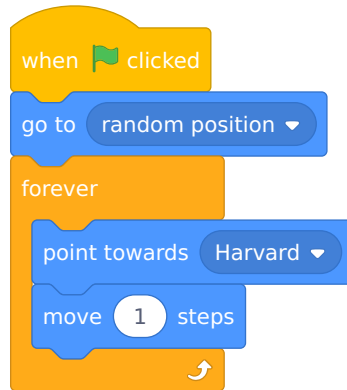 when clicked
go to random position
forever
point towards Harvard
move 1 steps